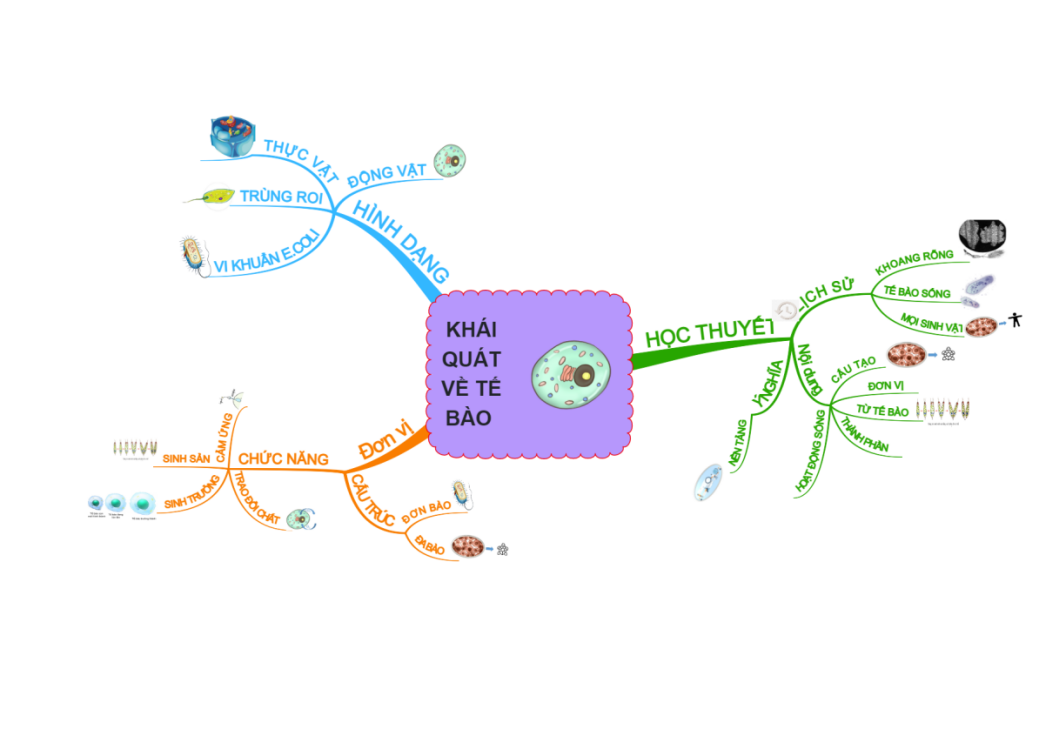 KHÁI
QUÁT
VỀ TẾ
BÀO
HÌNH DẠNG
THỰC VẬT
ĐỘNG VẬT
TRÙNG ROI
VI KHUẨN E.COLI
HỌC THUYẾT
LỊCH SỬ
KHOANG RỖNG
TẾ BÀO SỐNG
MỌI SINH VẬT
Nội dung
CẤU TẠO
ĐƠN VỊ
TỪ TẾ BÀO
THÀNH PHẦN
HOẠT ĐỘNG SỐNG
Ý NGHĨA
NỀN TẢNG
Đơn vị
CHỨC NĂNG
CẢM ỨNG
SINH SẢN
SINH TRƯỞNG
TRAO ĐỔI CHẤT
CẤU TRÚC
ĐƠN BÀO
ĐA BÀO